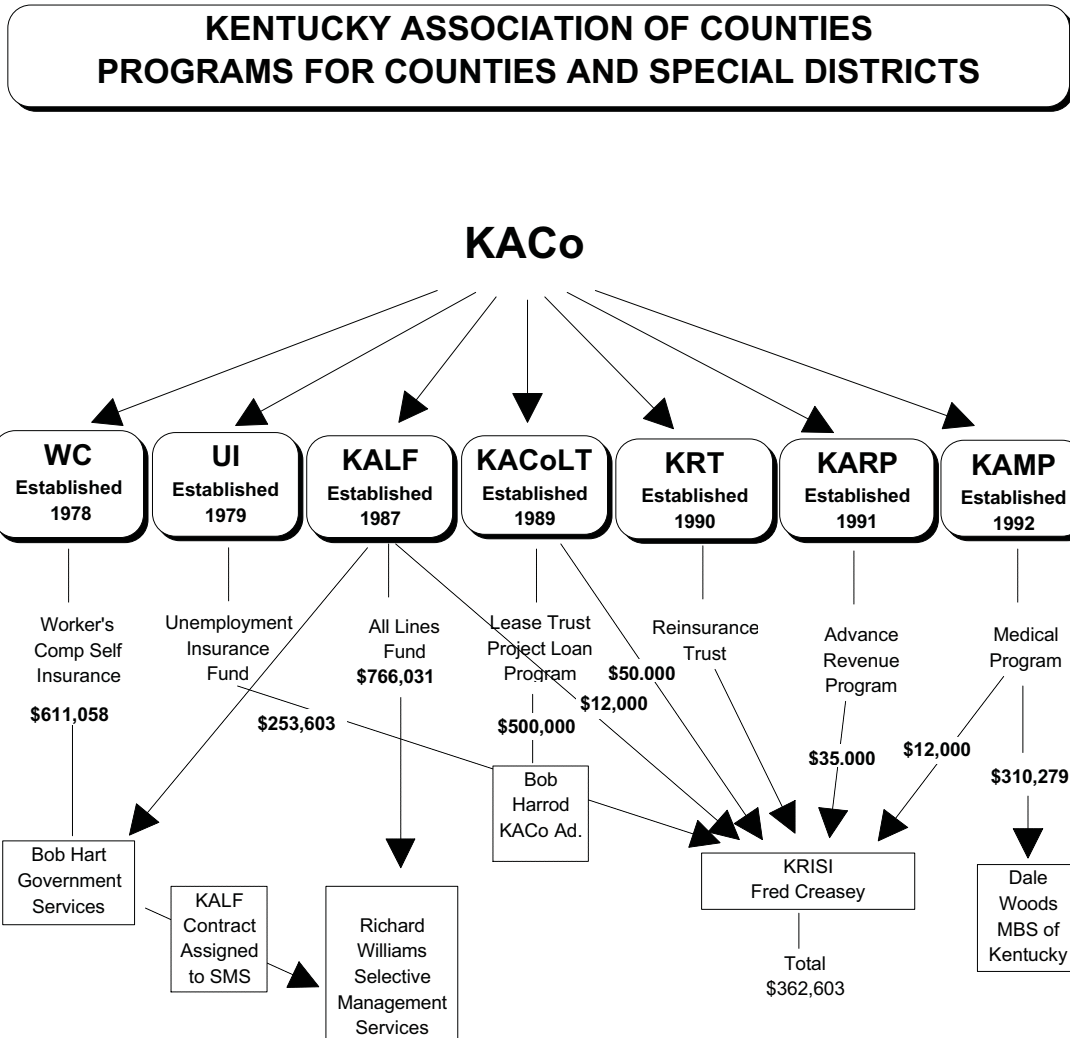 KENTUCKY ASSOCIATION OF COUNTIES
PROGRAMS FOR COUNTIES AND SPECIAL DISTRICTS
KACo
WC
Established
1978
UI
Established
1979
KALF
Established
1987
KACoLT
Established
1989
KRT
Established
1990
KARP
Established
1991
KAMP
Established
1992
Worker's
Comp Self
Insurance
$611,058
Unemployment
Insurance
Fund
$253,603
All Lines
Fund
$766,031
Lease Trust
Project Loan
Program
$500,000
$50.000
$12,000
Reinsurance
Trust
Advance
Revenue
Program
$35.000
Medical
Program
$12,000
$310,279
Bob Hart
Government
Services
KALF
Contract
Assigned
to SMS
Richard
Williams
Selective
Management
Services
Bob
Harrod
KACo Ad.
KRISI
Fred Creasey
Total
$362,603
Dale
Woods
MBS of
Kentucky